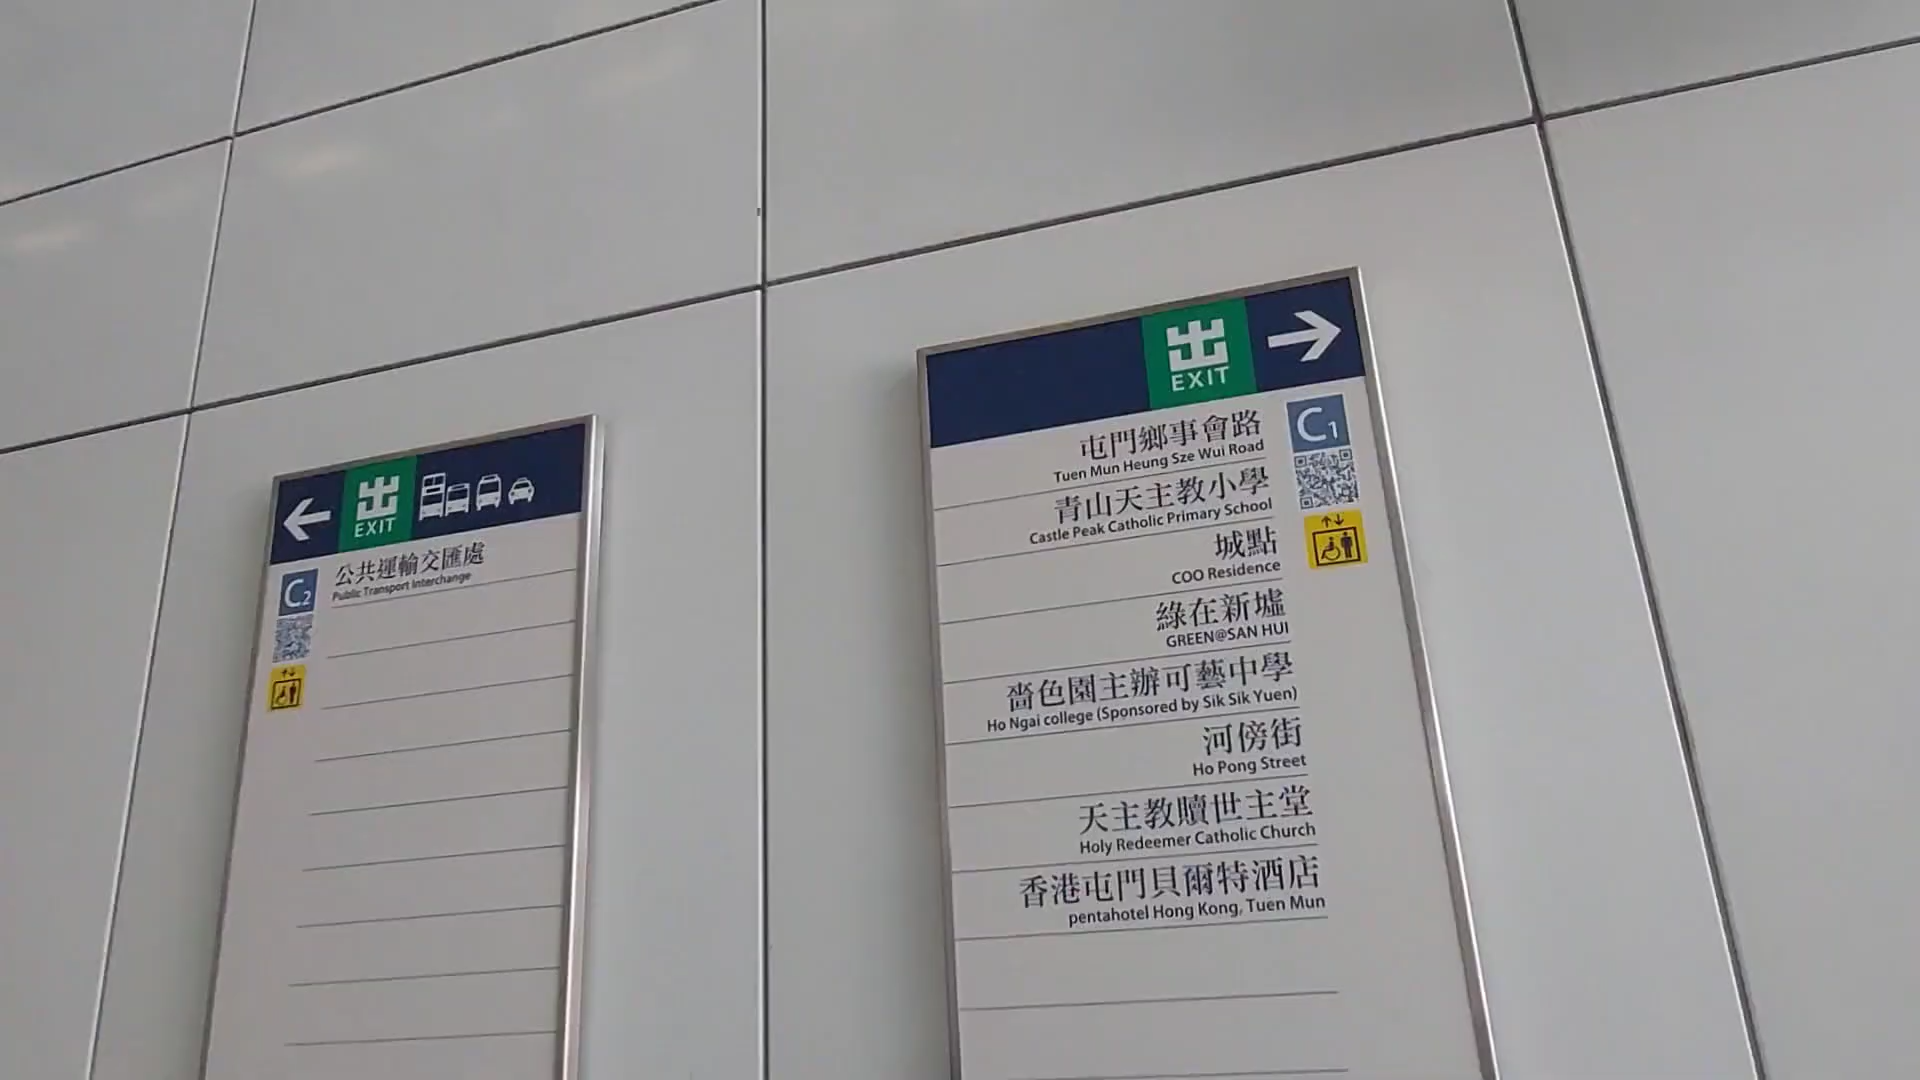 出
EXIT
C2
公共運輸交匯處
Public Transport Interchange
出
EXIT
C1
屯門鄉事會路
Tuen Mun Heung Sze Wui Road
青山天主教小學
Castle Peak Catholic Primary School
城點
COO Residence
綠在新墟
GREEN@SAN HUI
嗇色園主辦可藝中學
Ho Ngai college (Sponsored by Sik Sik Yuen)
河傍街
Ho Pong Street
天主教贖世主堂
Holy Redeemer Catholic Church
香港屯門貝爾特酒店
pentahotel Hong Kong, Tuen Mun